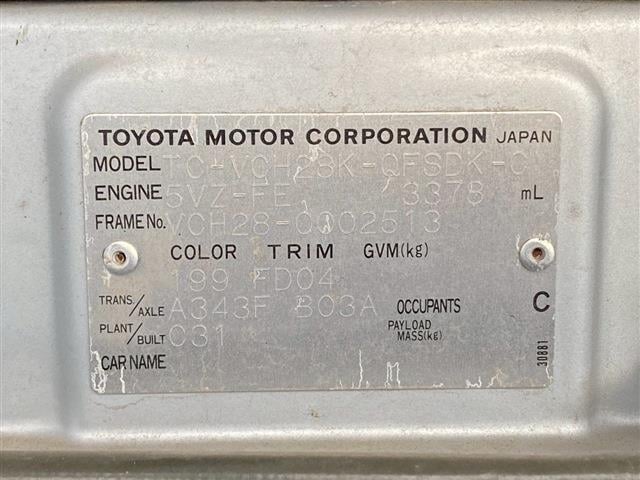 TOYOTA MOTOR CORPORATION JAPAN
MODEL TC-VCH28K-QFSDK-C
ENGINE 5VZ-FE 3378 mL
FRAME No. VCH28-0002513
COLOR TRIM GVM(kg)
199 FD04
TRANS./AXLE A343F B03A OCCUPANTS C
PLANT/BUILT C31 PAYLOAD MASS(kg)
CAR NAME
30881